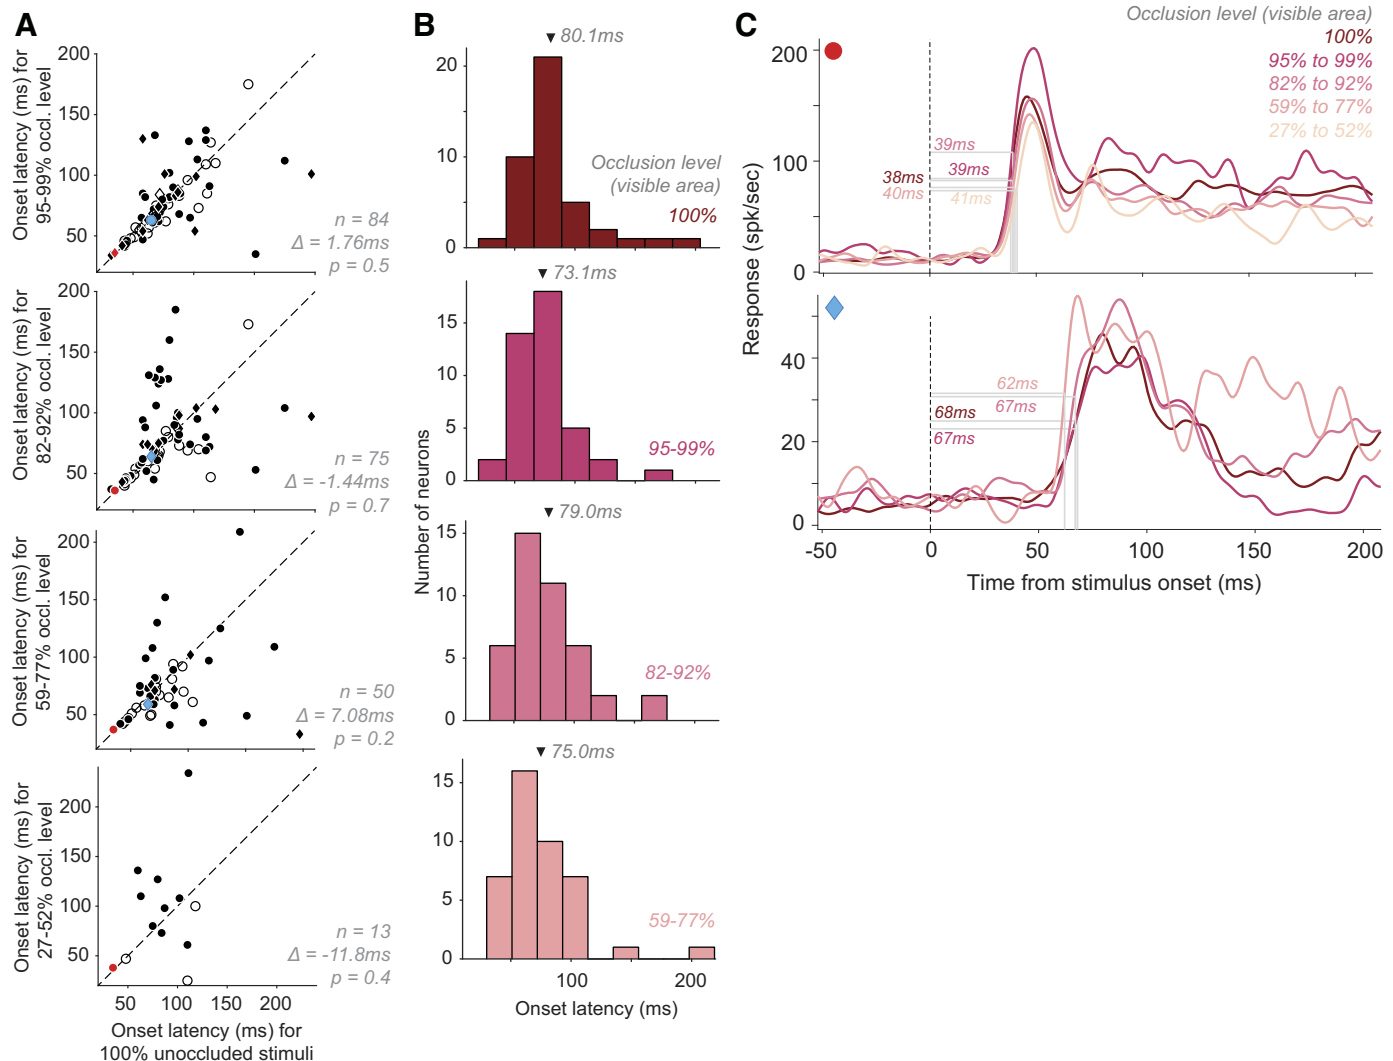 A
Onset latency (ms) for
95-99% occl. level
200
150
100
50
n = 84
Δ = 1.76ms
p = 0.5
Onset latency (ms) for
82-92% occl. level
200
150
100
50
n = 75
Δ = -1.44ms
p = 0.7
Onset latency (ms) for
59-77% occl. level
200
150
100
50
n = 50
Δ = 7.08ms
p = 0.2
Onset latency (ms) for
27-52% occl. level
200
150
100
50
n = 13
Δ = -11.8ms
p = 0.4
50 100 150 200
Onset latency (ms) for
100% unoccluded stimuli
B
Number of neurons
80.1ms
20
10
0
Occlusion level
(visible area)
100%
73.1ms
15
10
5
0
95-99%
79.0ms
15
10
5
0
82-92%
75.0ms
15
10
5
0
59-77%
100 200
Onset latency (ms)
C
Occlusion level (visible area)
100%
95% to 99%
82% to 92%
59% to 77%
27% to 52%
Response (spk/sec)
200
100
0
39ms
39ms
38ms
40ms
41ms
40
20
0
62ms
67ms
68ms
67ms
-50 0 50 100 150 200
Time from stimulus onset (ms)